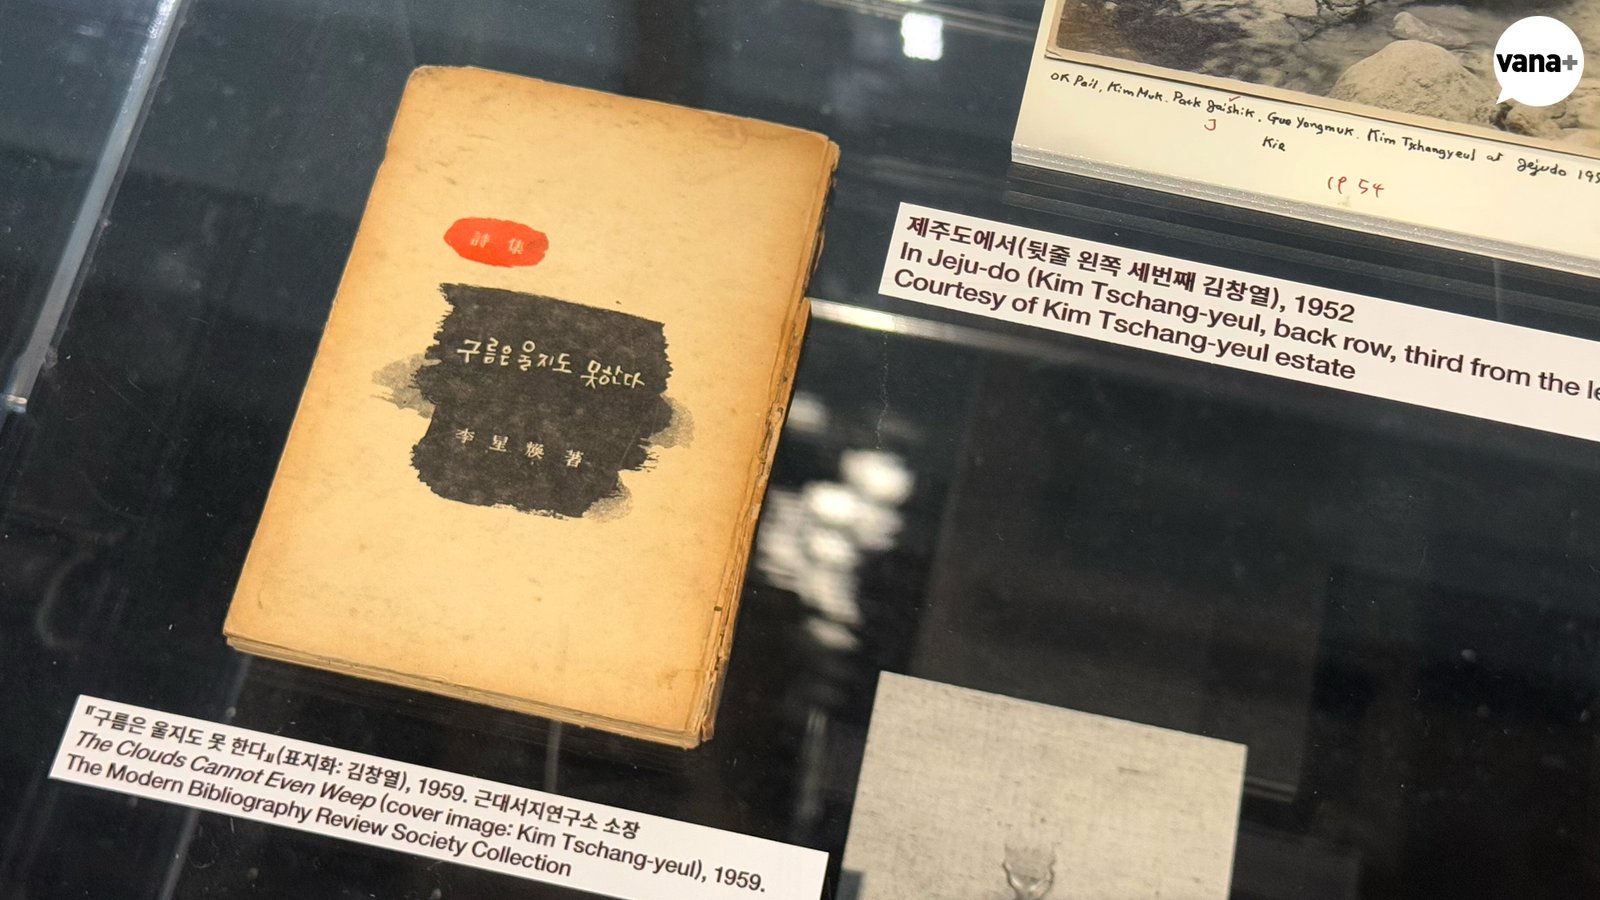 詩集
구름은 울지도 못한다
李星煥著
『구름은 울지도 못 한다』(표지화: 김창열), 1959. 근대서지연구소 소장
The Clouds Cannot Even Weep (cover image: Kim Tschang-yeul), 1959.
The Modern Bibliography Review Society Collection
OK Pail, Kim Muk. Park Jaishik, Gue Yongmuk. Kim Tschangyeul at Jejudo 195
J
Kie
1954
제주도에서(뒷줄 왼쪽 세번째 김창열), 1952
In Jeju-do (Kim Tschang-yeul, back row, third from the le
Courtesy of Kim Tschang-yeul estate
vana+